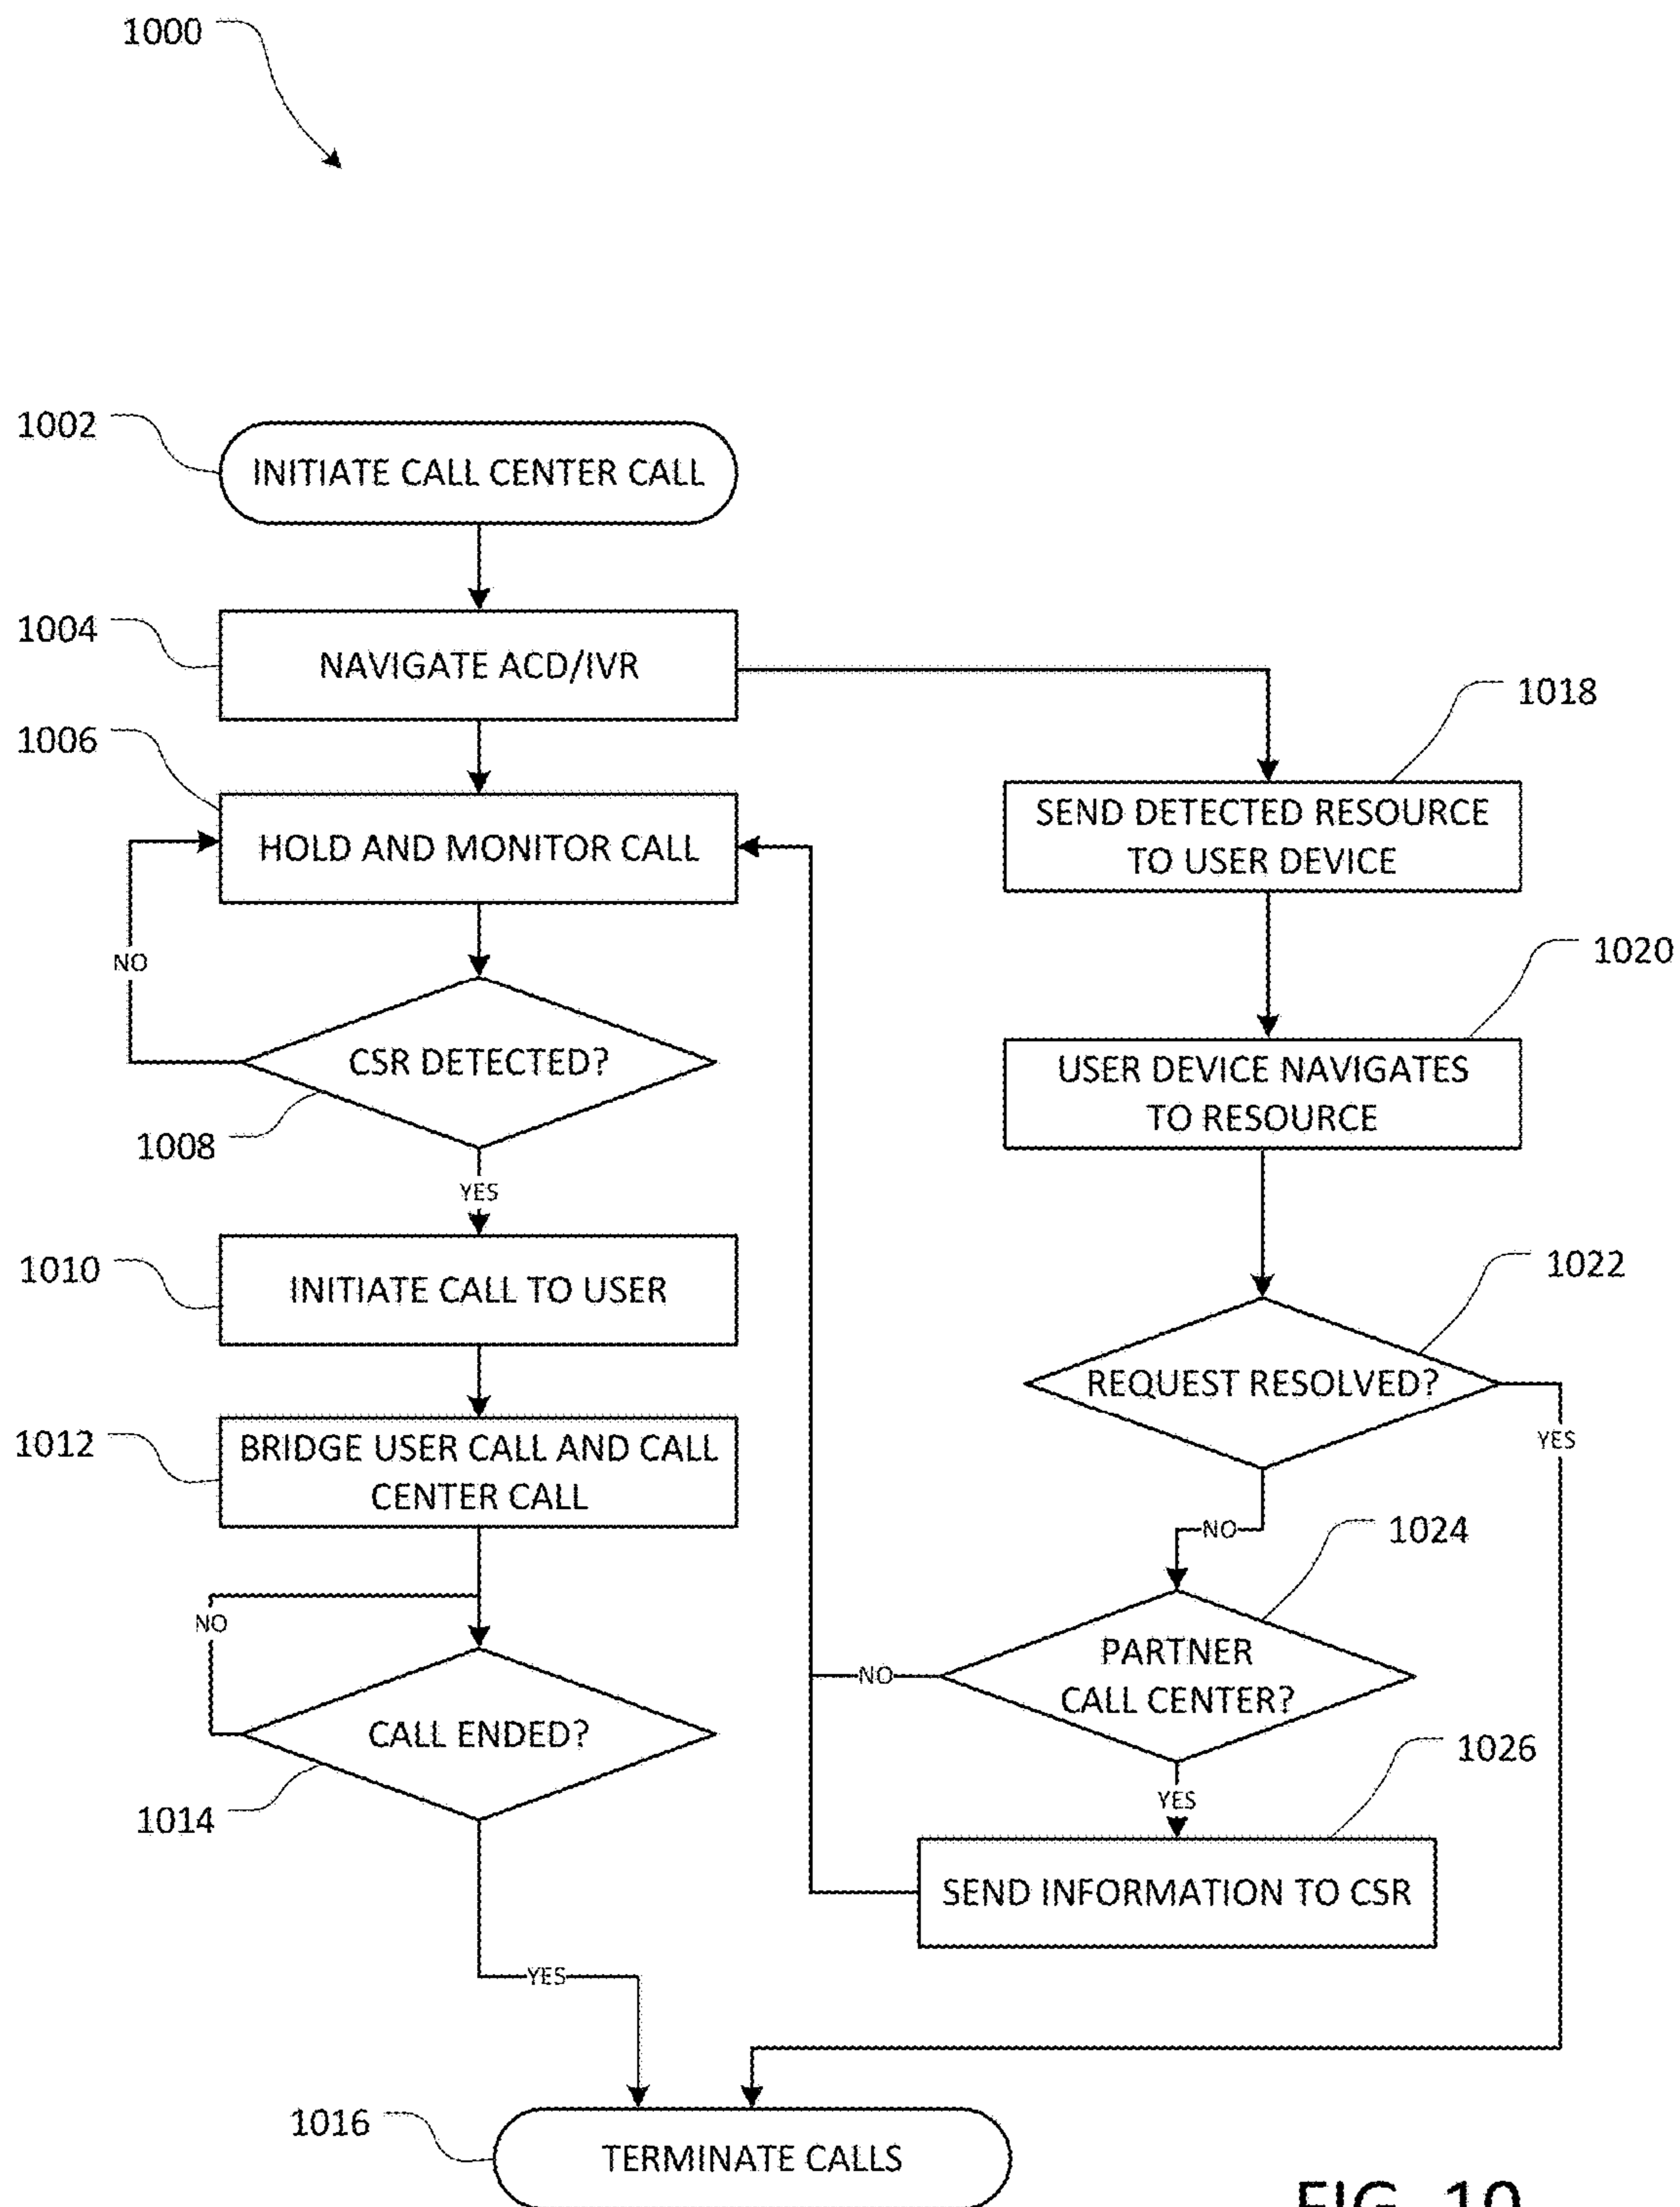 1000
1002
INITIATE CALL CENTER CALL
1004
NAVIGATE ACD/IVR
1006
HOLD AND MONITOR CALL
NO
CSR DETECTED?
1008
YES
1010
INITIATE CALL TO USER
1012
BRIDGE USER CALL AND CALL
CENTER CALL
NO
CALL ENDED?
1014
YES
1018
SEND DETECTED RESOURCE
TO USER DEVICE
1020
USER DEVICE NAVIGATES
TO RESOURCE
1022
REQUEST RESOLVED?
YES
NO
1024
PARTNER
CALL CENTER?
NO
YES
1026
SEND INFORMATION TO CSR
1016
TERMINATE CALLS
FIG. 10